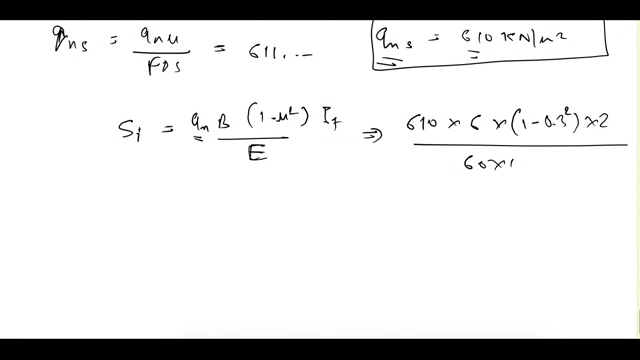 qns = qnu / FOS = 611.... qns = 610 KN/m2
Si = qn B (1-μ²) If / E ⇒ 610 × 6 × (1-0.3²) ×2 / 60×1